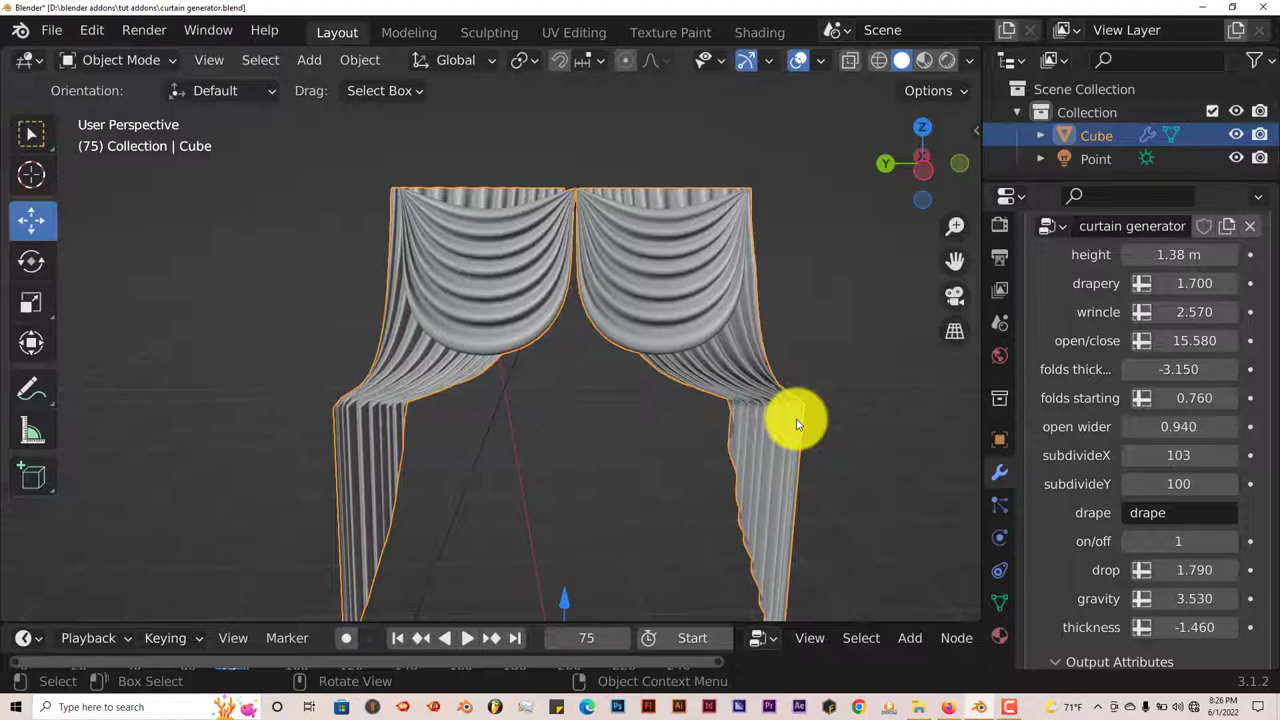 Blender* [D:\blender addons\tut addons\curtain generator.blend]
File Edit Render Window Help Layout Modeling Sculpting UV Editing Texture Paint Shading Scene View Layer
Object Mode View Select Add Object Global
Orientation: Default Drag: Select Box Options
User Perspective
(75) Collection | Cube
Z
Y
X
Scene Collection
Collection
Cube
Point
curtain generator
height 1.38 m
drapery 1.700
wrincle 2.570
open/close 15.580
folds thick... -3.150
folds starting 0.760
open wider 0.940
subdivideX 103
subdivideY 100
drape drape
on/off 1
drop 1.790
gravity 3.530
thickness -1.460
Output Attributes
Playback Keying View Marker 75 Start View Select Add Node
Select Box Select Rotate View Object Context Menu 3.1.2
Type here to search 71°F 8:26 PM
6/1/2022